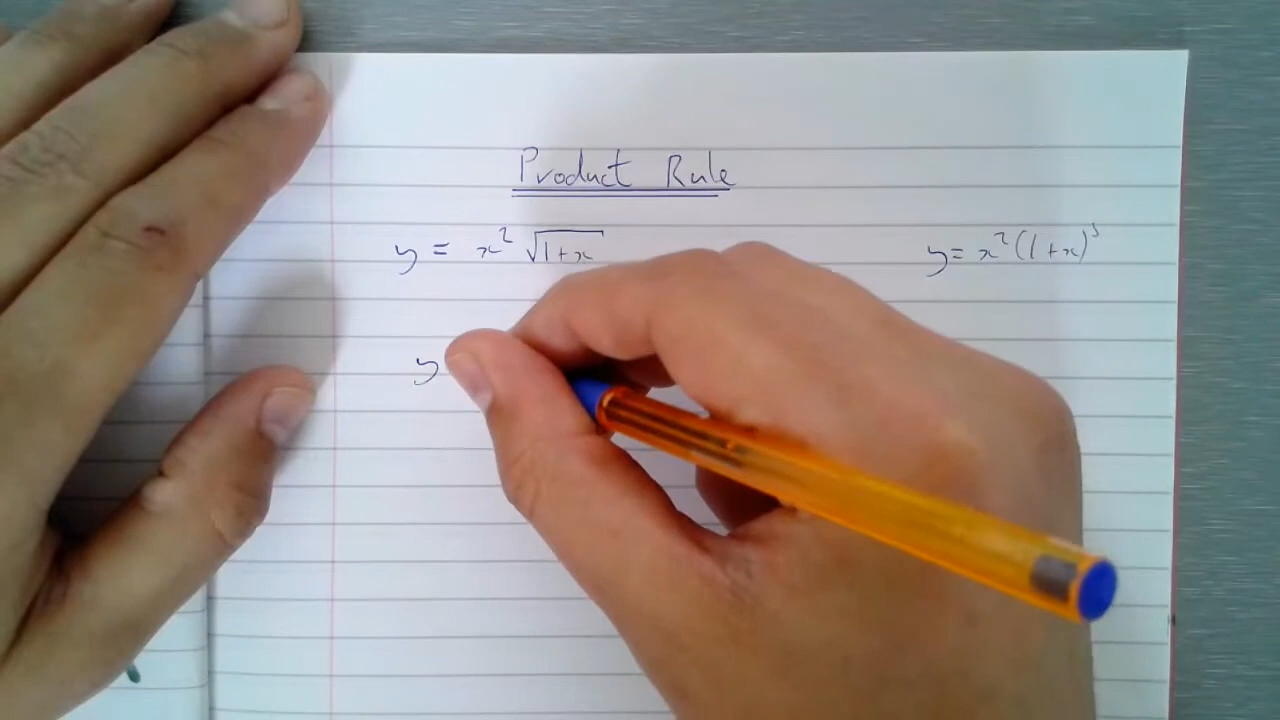 Product Rule
y = x² √(1+x) y = x²(1+x)³
y